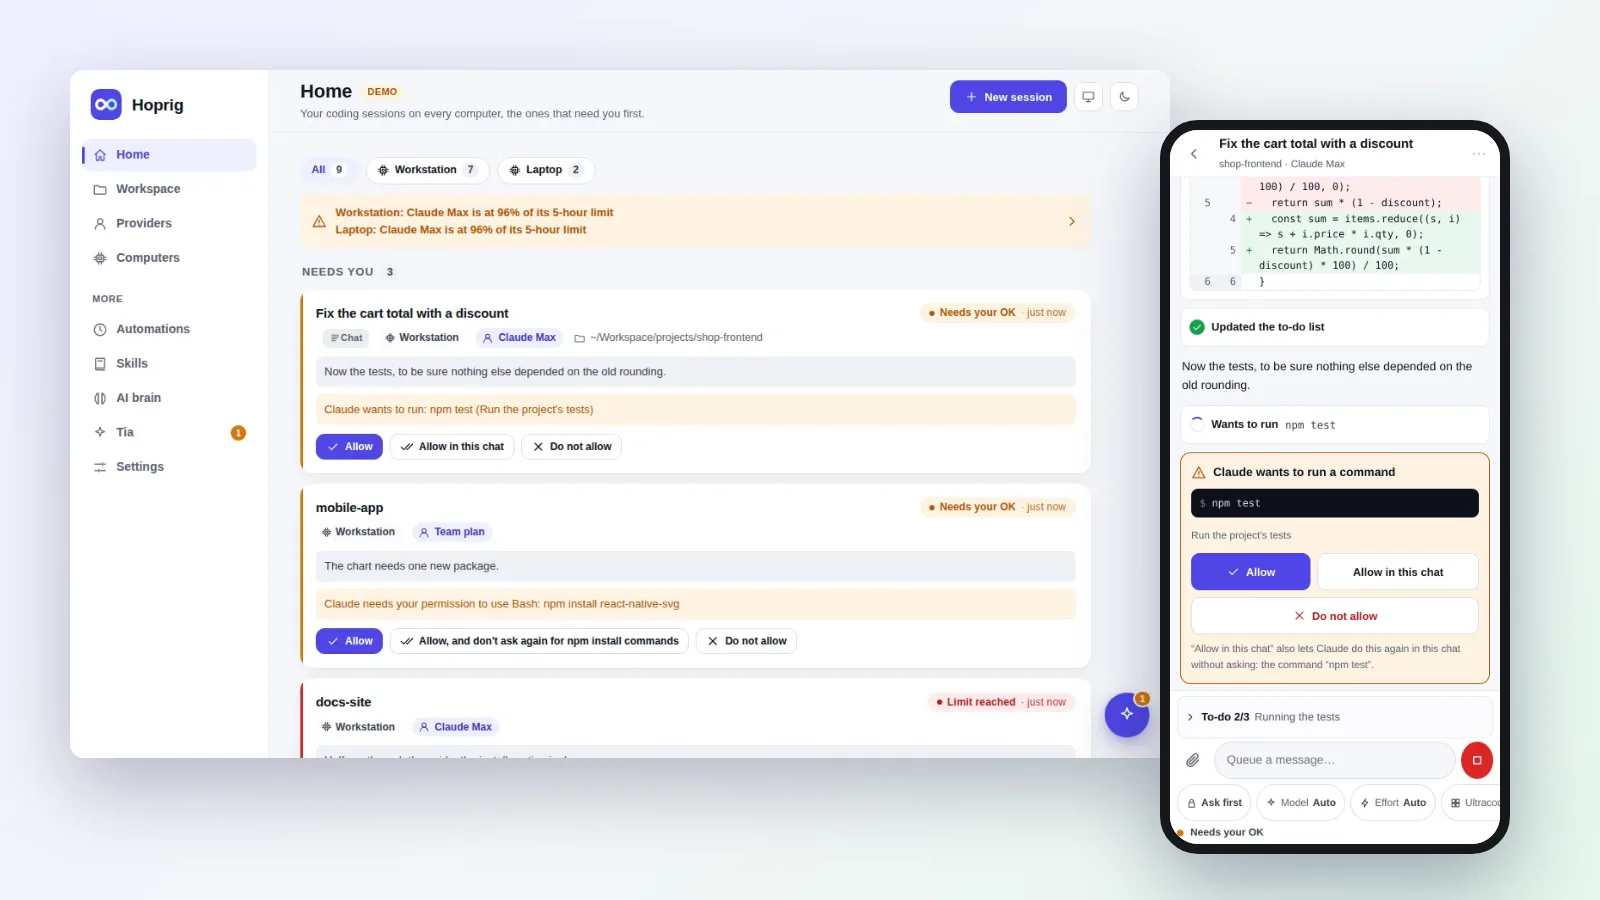 Hoprig
Home
Workspace
Providers
Computers
MORE
Automations
Skills
AI brain
Tia 1
Settings
Home DEMO
Your coding sessions on every computer, the ones that need you first.
+ New session
All 9 Workstation 7 Laptop 2
Workstation: Claude Max is at 96% of its 5-hour limit
Laptop: Claude Max is at 96% of its 5-hour limit
NEEDS YOU 3
Fix the cart total with a discount
Needs your OK · just now
Chat Workstation Claude Max ~/Workspace/projects/shop-frontend
Now the tests, to be sure nothing else depended on the old rounding.
Claude wants to run: npm test (Run the project's tests)
Allow Allow in this chat Do not allow
mobile-app
Needs your OK · just now
Workstation Team plan
The chart needs one new package.
Claude needs your permission to use Bash: npm install react-native-svg
Allow Allow, and don't ask again for npm install commands Do not allow
docs-site
Limit reached · just now
Workstation Claude Max
1
Fix the cart total with a discount
shop-frontend · Claude Max
100) / 100, 0);
5 − return sum * (1 - discount);
4 + const sum = items.reduce((s, i)
=> s + i.price * i.qty, 0);
5 + return Math.round(sum * (1 -
discount) * 100) / 100;
6 6 }
Updated the to-do list
Now the tests, to be sure nothing else depended on the
old rounding.
Wants to run npm test
Claude wants to run a command
$ npm test
Run the project's tests
Allow Allow in this chat
Do not allow
“Allow in this chat” also lets Claude do this again in this chat
without asking: the command “npm test”.
To-do 2/3 Running the tests
Queue a message…
Ask first Model Auto Effort Auto Ultracod
Needs your OK